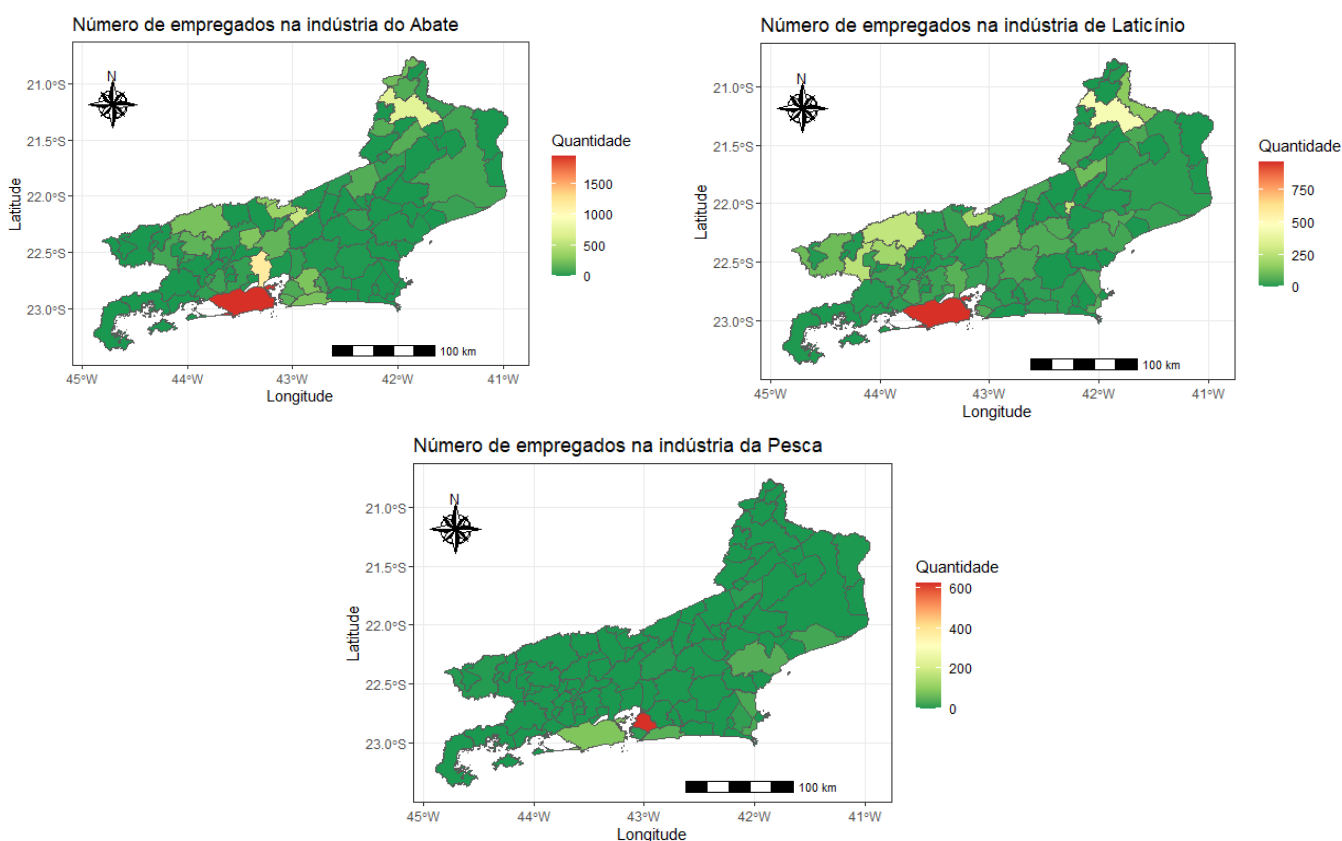 Número de empregados na indústria do Abate
N
21.0°S
21.5°S
22.0°S
22.5°S
23.0°S
Latitude
45°W 44°W 43°W 42°W 41°W
Longitude
100 km
Quantidade
1500
1000
500
0
Número de empregados na indústria de Laticínio
N
21.0°S
21.5°S
22.0°S
22.5°S
23.0°S
Latitude
45°W 44°W 43°W 42°W 41°W
Longitude
100 km
Quantidade
750
500
250
0
Número de empregados na indústria da Pesca
N
21.0°S
21.5°S
22.0°S
22.5°S
23.0°S
Latitude
45°W 44°W 43°W 42°W 41°W
Longitude
100 km
Quantidade
600
400
200
0